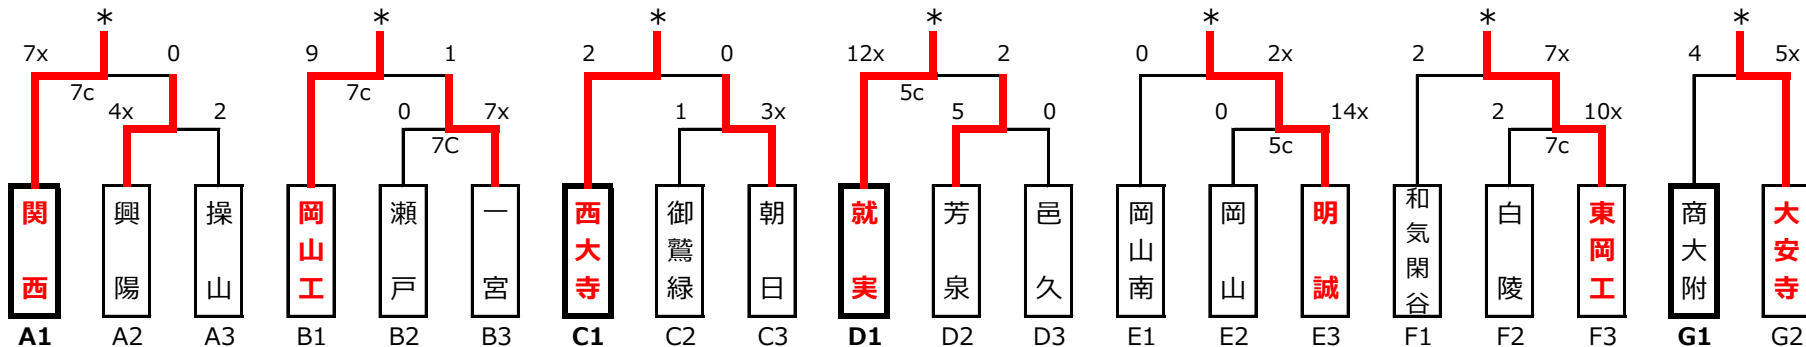 * * * * * * *
7x 0 9 1 2 0 12x 2 0 2x 2 7x 4 5x
7c 7c 5c
4x 2 0 7x 1 3x 5 0 0 14x 2 10x
7C 5c 7c
関西 興陽 操山 岡山工 瀬戸 一宮 西大寺 御鷲緑 朝日 就実 芳泉 邑久 岡山南 岡山 明誠 和気閑谷 白陵 東岡工 商大附 大安寺
A1 A2 A3 B1 B2 B3 C1 C2 C3 D1 D2 D3 E1 E2 E3 F1 F2 F3 G1 G2